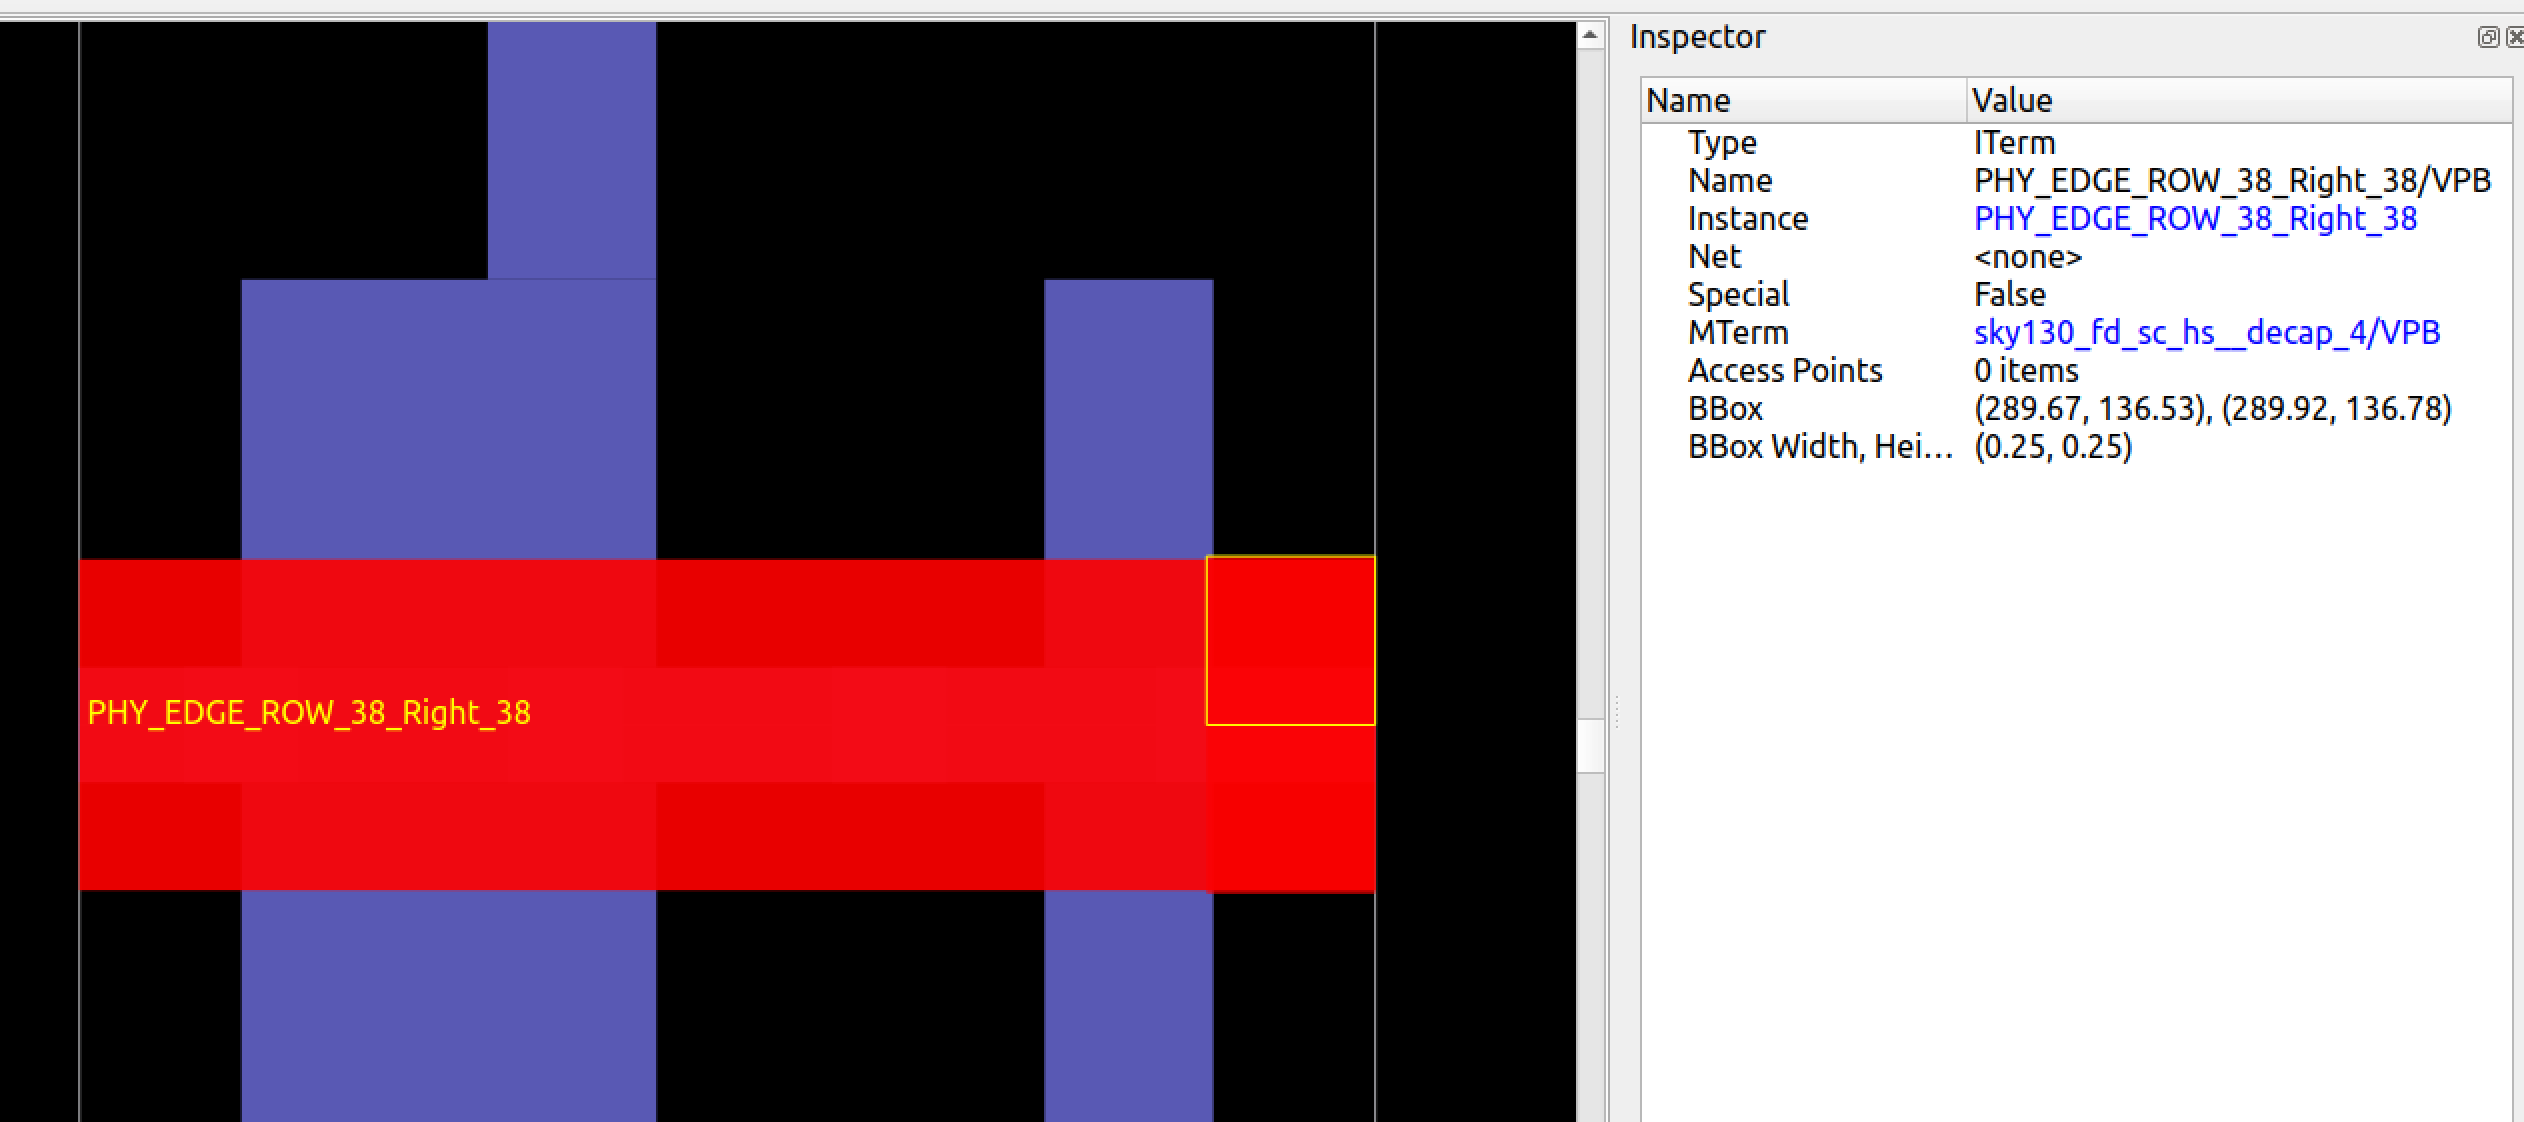 Inspector
Name Value
Type ITerm
Name PHY_EDGE_ROW_38_Right_38/VPB
Instance PHY_EDGE_ROW_38_Right_38
Net <none>
Special False
MTerm sky130_fd_sc_hs__decap_4/VPB
Access Points 0 items
BBox (289.67, 136.53), (289.92, 136.78)
BBox Width, Hei... (0.25, 0.25)
PHY_EDGE_ROW_38_Right_38